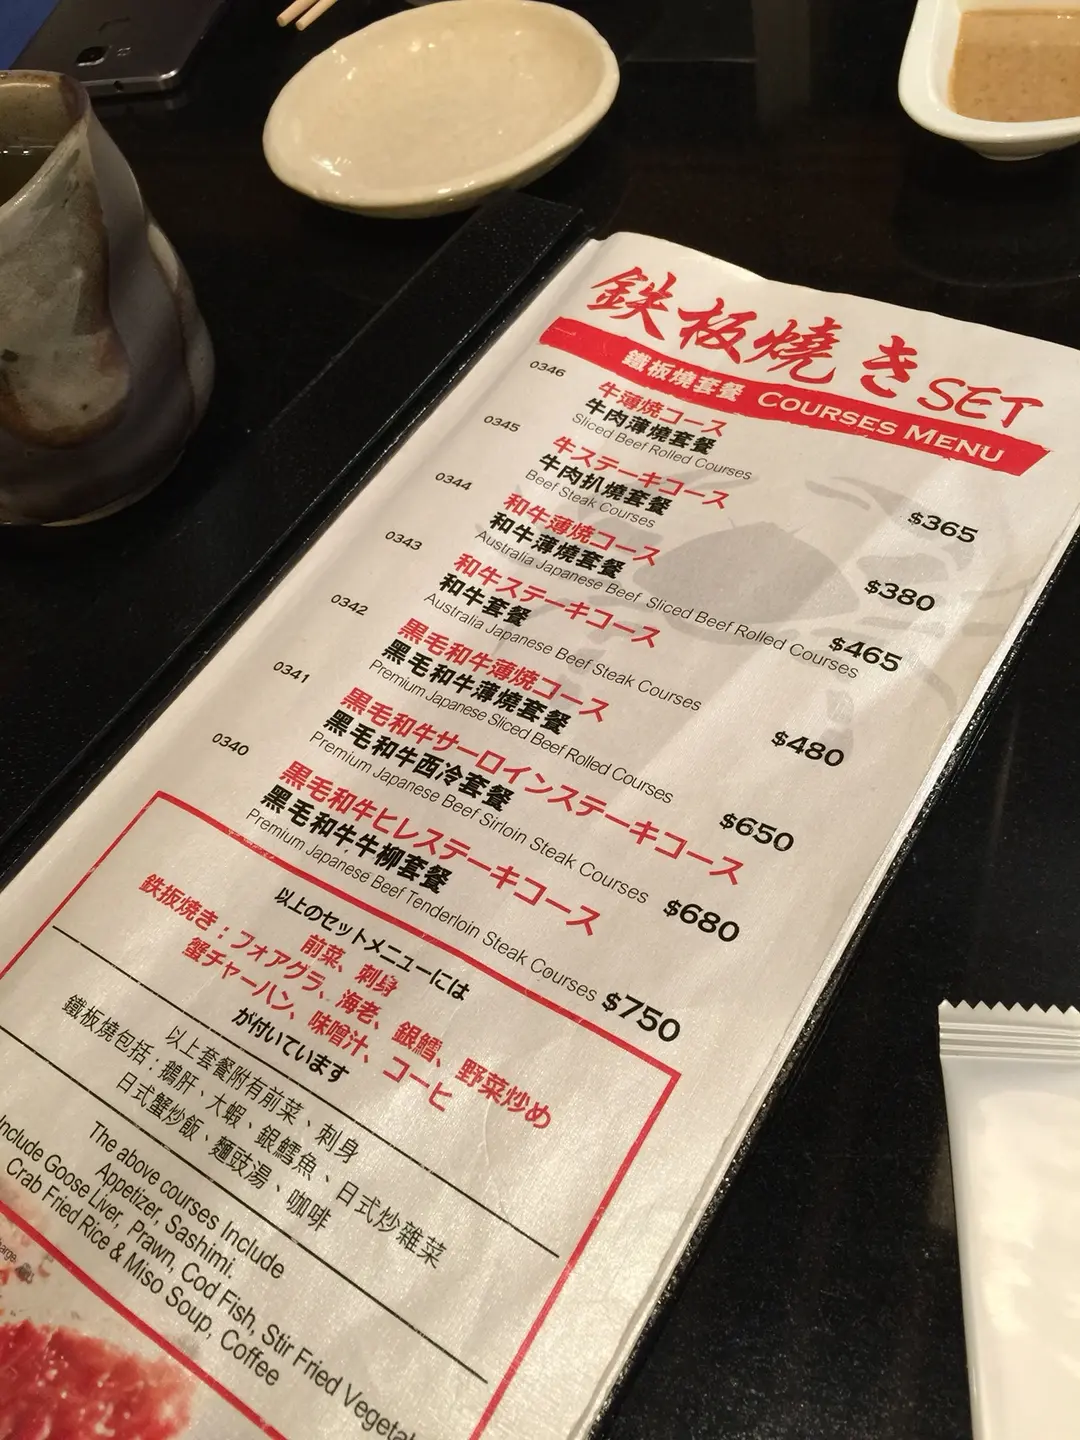 鉄板燒き SET
鐵板燒套餐 COURSES MENU
0346
牛薄焼コース
牛肉薄燒套餐
Sliced Beef Rolled Courses
$365
0345
牛ステーキコース
牛肉扒燒套餐
Beef Steak Courses
$380
0344
和牛薄焼コース
和牛薄燒套餐
Australia Japanese Beef Sliced Beef Rolled Courses
$465
0343
和牛ステーキコース
和牛套餐
Australia Japanese Beef Steak Courses
$480
0342
黒毛和牛薄焼コース
黑毛和牛薄燒套餐
Premium Japanese Sliced Beef Rolled Courses
$650
0341
黒毛和牛サーロインステーキコース
黑毛和牛西冷套餐
Premium Japanese Beef Sirloin Steak Courses
$680
0340
黒毛和牛ヒレステーキコース
黑毛和牛牛柳套餐
Premium Japanese Beef Tenderloin Steak Courses
$750
以上のセットメニューには
前菜、刺身
鉄板焼き：フォアグラ、海老、銀鱈、野菜炒め
蟹チャーハン、味噌汁、コーヒ
が付いています
以上套餐附有前菜、刺身
鐵板燒包括：鵝肝、大蝦、銀鱈魚、日式炒雜菜
日式蟹炒飯、麵豉湯、咖啡
The above courses Include
Appetizer, Sashimi.
Include Goose Liver, Prawn, Cod Fish, Stir Fried
Crab Fried Rice & Miso Soup, Coffee